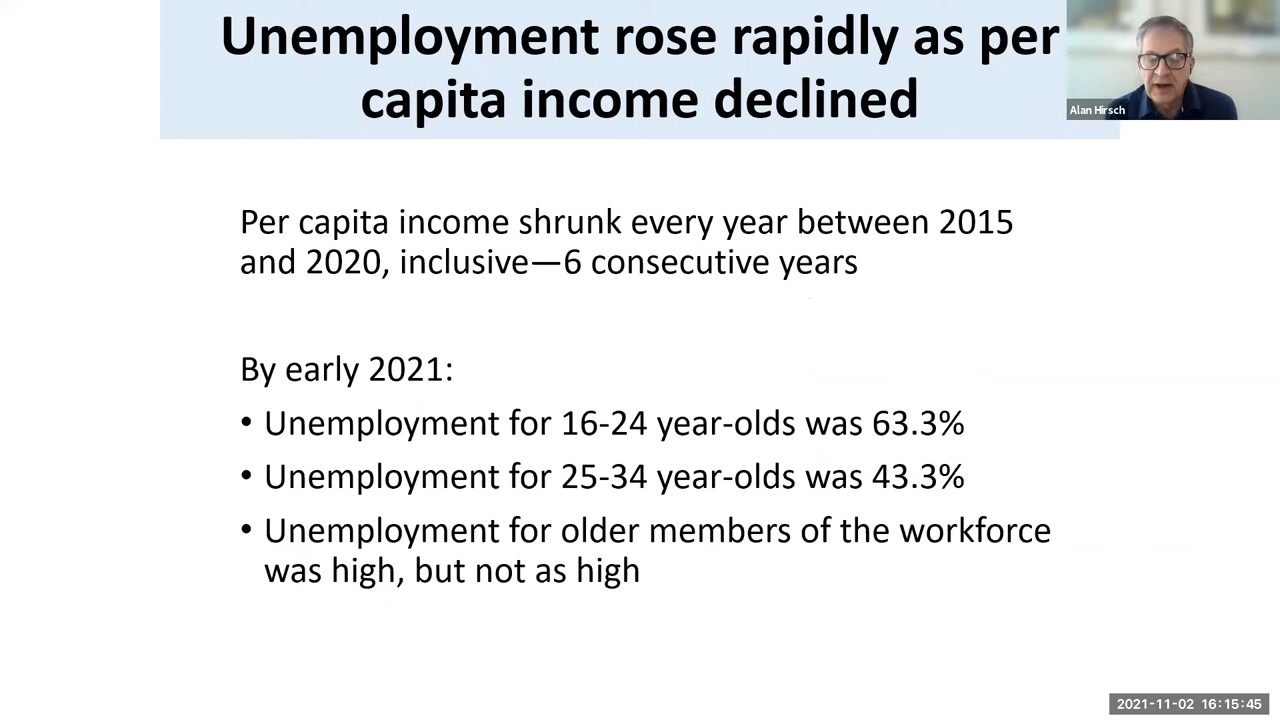 Unemployment rose rapidly as per
capita income declined
Alan Hirsch
Per capita income shrunk every year between 2015
and 2020, inclusive—6 consecutive years
By early 2021:
• Unemployment for 16-24 year-olds was 63.3%
• Unemployment for 25-34 year-olds was 43.3%
• Unemployment for older members of the workforce
was high, but not as high
2021-11-02 16:15:45